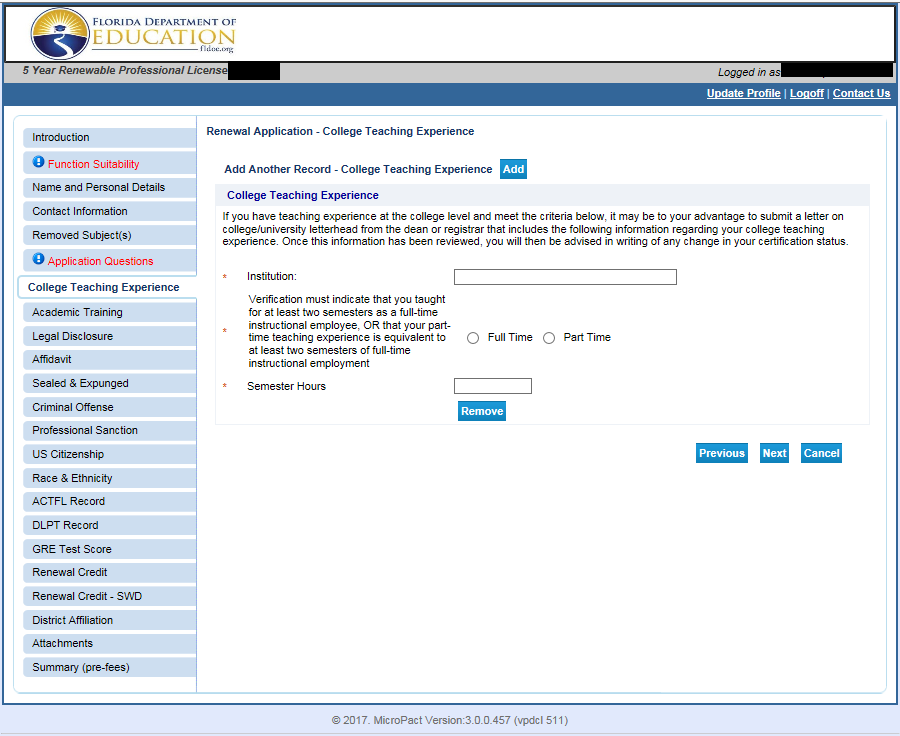 FLORIDA DEPARTMENT OF
EDUCATION
fldoe.org
5 Year Renewable Professional License
Logged in as
Update Profile | Logoff | Contact Us
Introduction
Function Suitability
Name and Personal Details
Contact Information
Removed Subject(s)
Application Questions
College Teaching Experience
Academic Training
Legal Disclosure
Affidavit
Sealed & Expunged
Criminal Offense
Professional Sanction
US Citizenship
Race & Ethnicity
ACTFL Record
DLPT Record
GRE Test Score
Renewal Credit
Renewal Credit - SWD
District Affiliation
Attachments
Summary (pre-fees)
Renewal Application - College Teaching Experience
Add Another Record - College Teaching Experience Add
College Teaching Experience
If you have teaching experience at the college level and meet the criteria below, it may be to your advantage to submit a letter on
college/university letterhead from the dean or registrar that includes the following information regarding your college teaching
experience. Once this information has been reviewed, you will then be advised in writing of any change in your certification status.
* Institution:
Verification must indicate that you taught
for at least two semesters as a full-time
instructional employee, OR that your part-
* time teaching experience is equivalent to Full Time Part Time
at least two semesters of full-time
instructional employment
* Semester Hours
Remove
Previous Next Cancel
© 2017. MicroPact Version:3.0.0.457 (vpdcl 511)